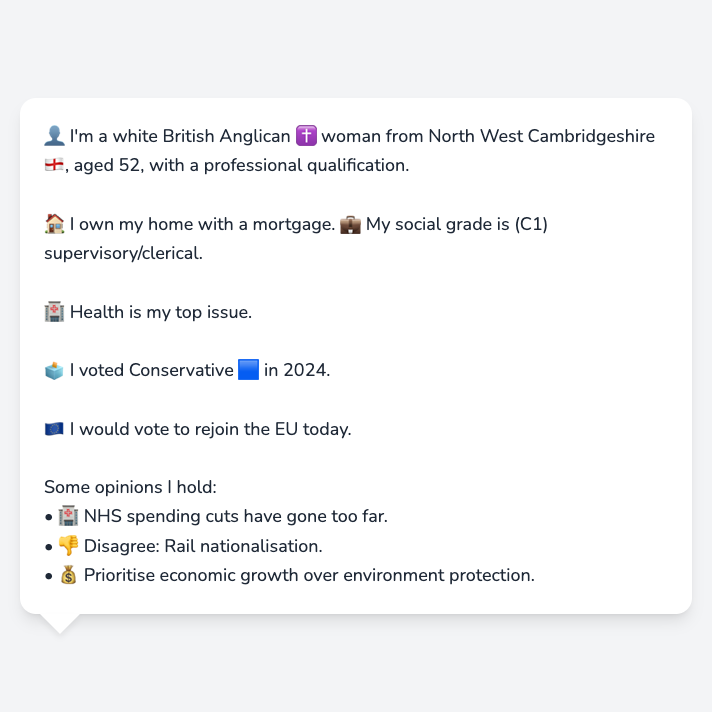 👤 I'm a white British Anglican ✝️ woman from North West Cambridgeshire
🏴󠁧󠁢󠁥󠁮󠁧󠁿, aged 52, with a professional qualification.
🏠 I own my home with a mortgage. 💼 My social grade is (C1)
supervisory/clerical.
🏥 Health is my top issue.
🗳️ I voted Conservative 🟦 in 2024.
🇪🇺 I would vote to rejoin the EU today.
Some opinions I hold:
• 🏥 NHS spending cuts have gone too far.
• 👎 Disagree: Rail nationalisation.
• 💰 Prioritise economic growth over environment protection.